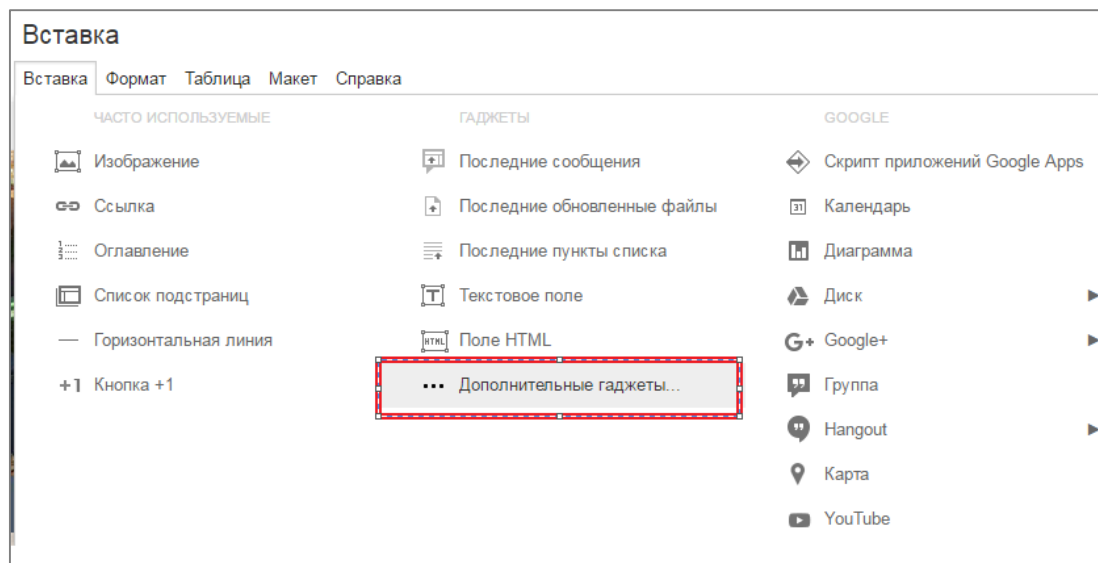 Вставка
Вставка Формат Таблица Макет Справка
ЧАСТО ИСПОЛЬЗУЕМЫЕ
Изображение
Ссылка
Оглавление
Список подстраниц
Горизонтальная линия
+1 Кнопка +1
ГАДЖЕТЫ
Последние сообщения
Последние обновленные файлы
Последние пункты списка
T Текстовое поле
HTML Поле HTML
Дополнительные гаджеты...
GOOGLE
Скрипт приложений Google Apps
31 Календарь
Диаграмма
Диск
G+ Google+
Группа
Hangout
Карта
YouTube